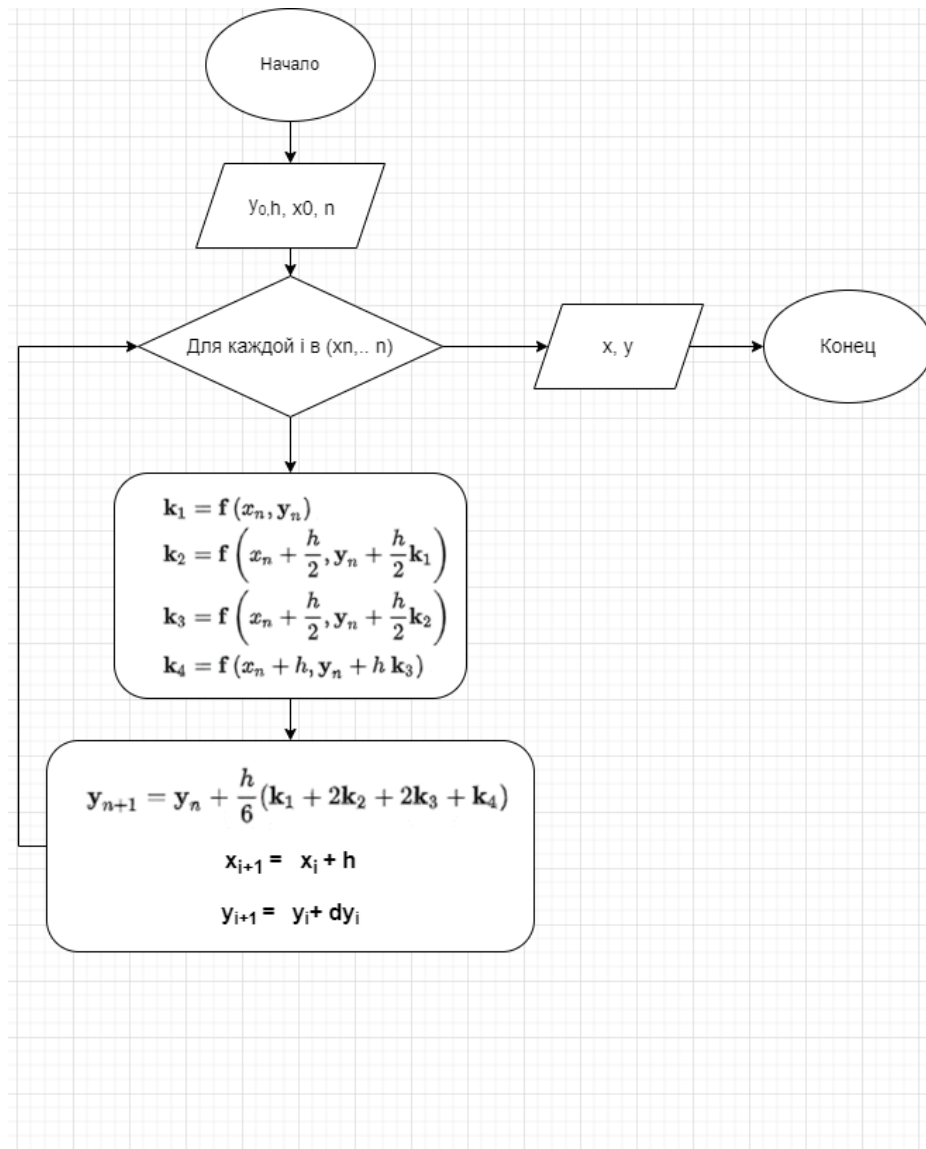 Начало
y₀,h, x0, n
Для каждой i в (xn,.. n)
x, y
Конец
k₁ = f (xₙ, yₙ)
k₂ = f (xₙ + h/2, yₙ + h/2 k₁)
k₃ = f (xₙ + h/2, yₙ + h/2 k₂)
k₄ = f (xₙ + h, yₙ + h k₃)
yₙ₊₁ = yₙ + h/6 (k₁ + 2k₂ + 2k₃ + k₄)
xᵢ₊₁ = xᵢ + h
yᵢ₊₁ = yᵢ+ dyᵢ